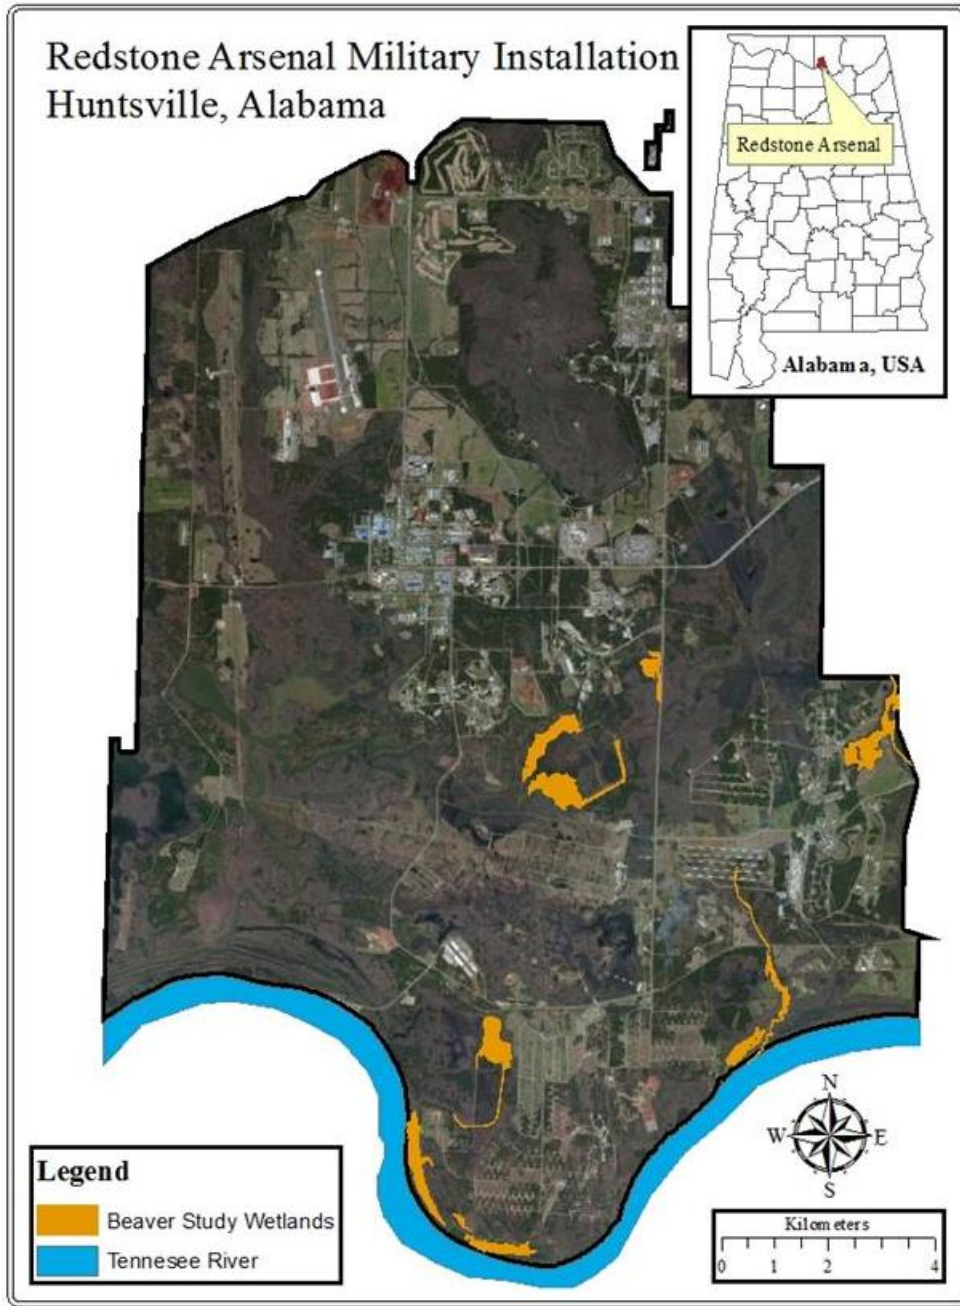 Redstone Arsenal Military Installation
Huntsville, Alabama
Redstone Arsenal
Alabama, USA
N
W E
S
Legend
Beaver Study Wetlands
Tennesee River
Kilometers
0 1 2 4